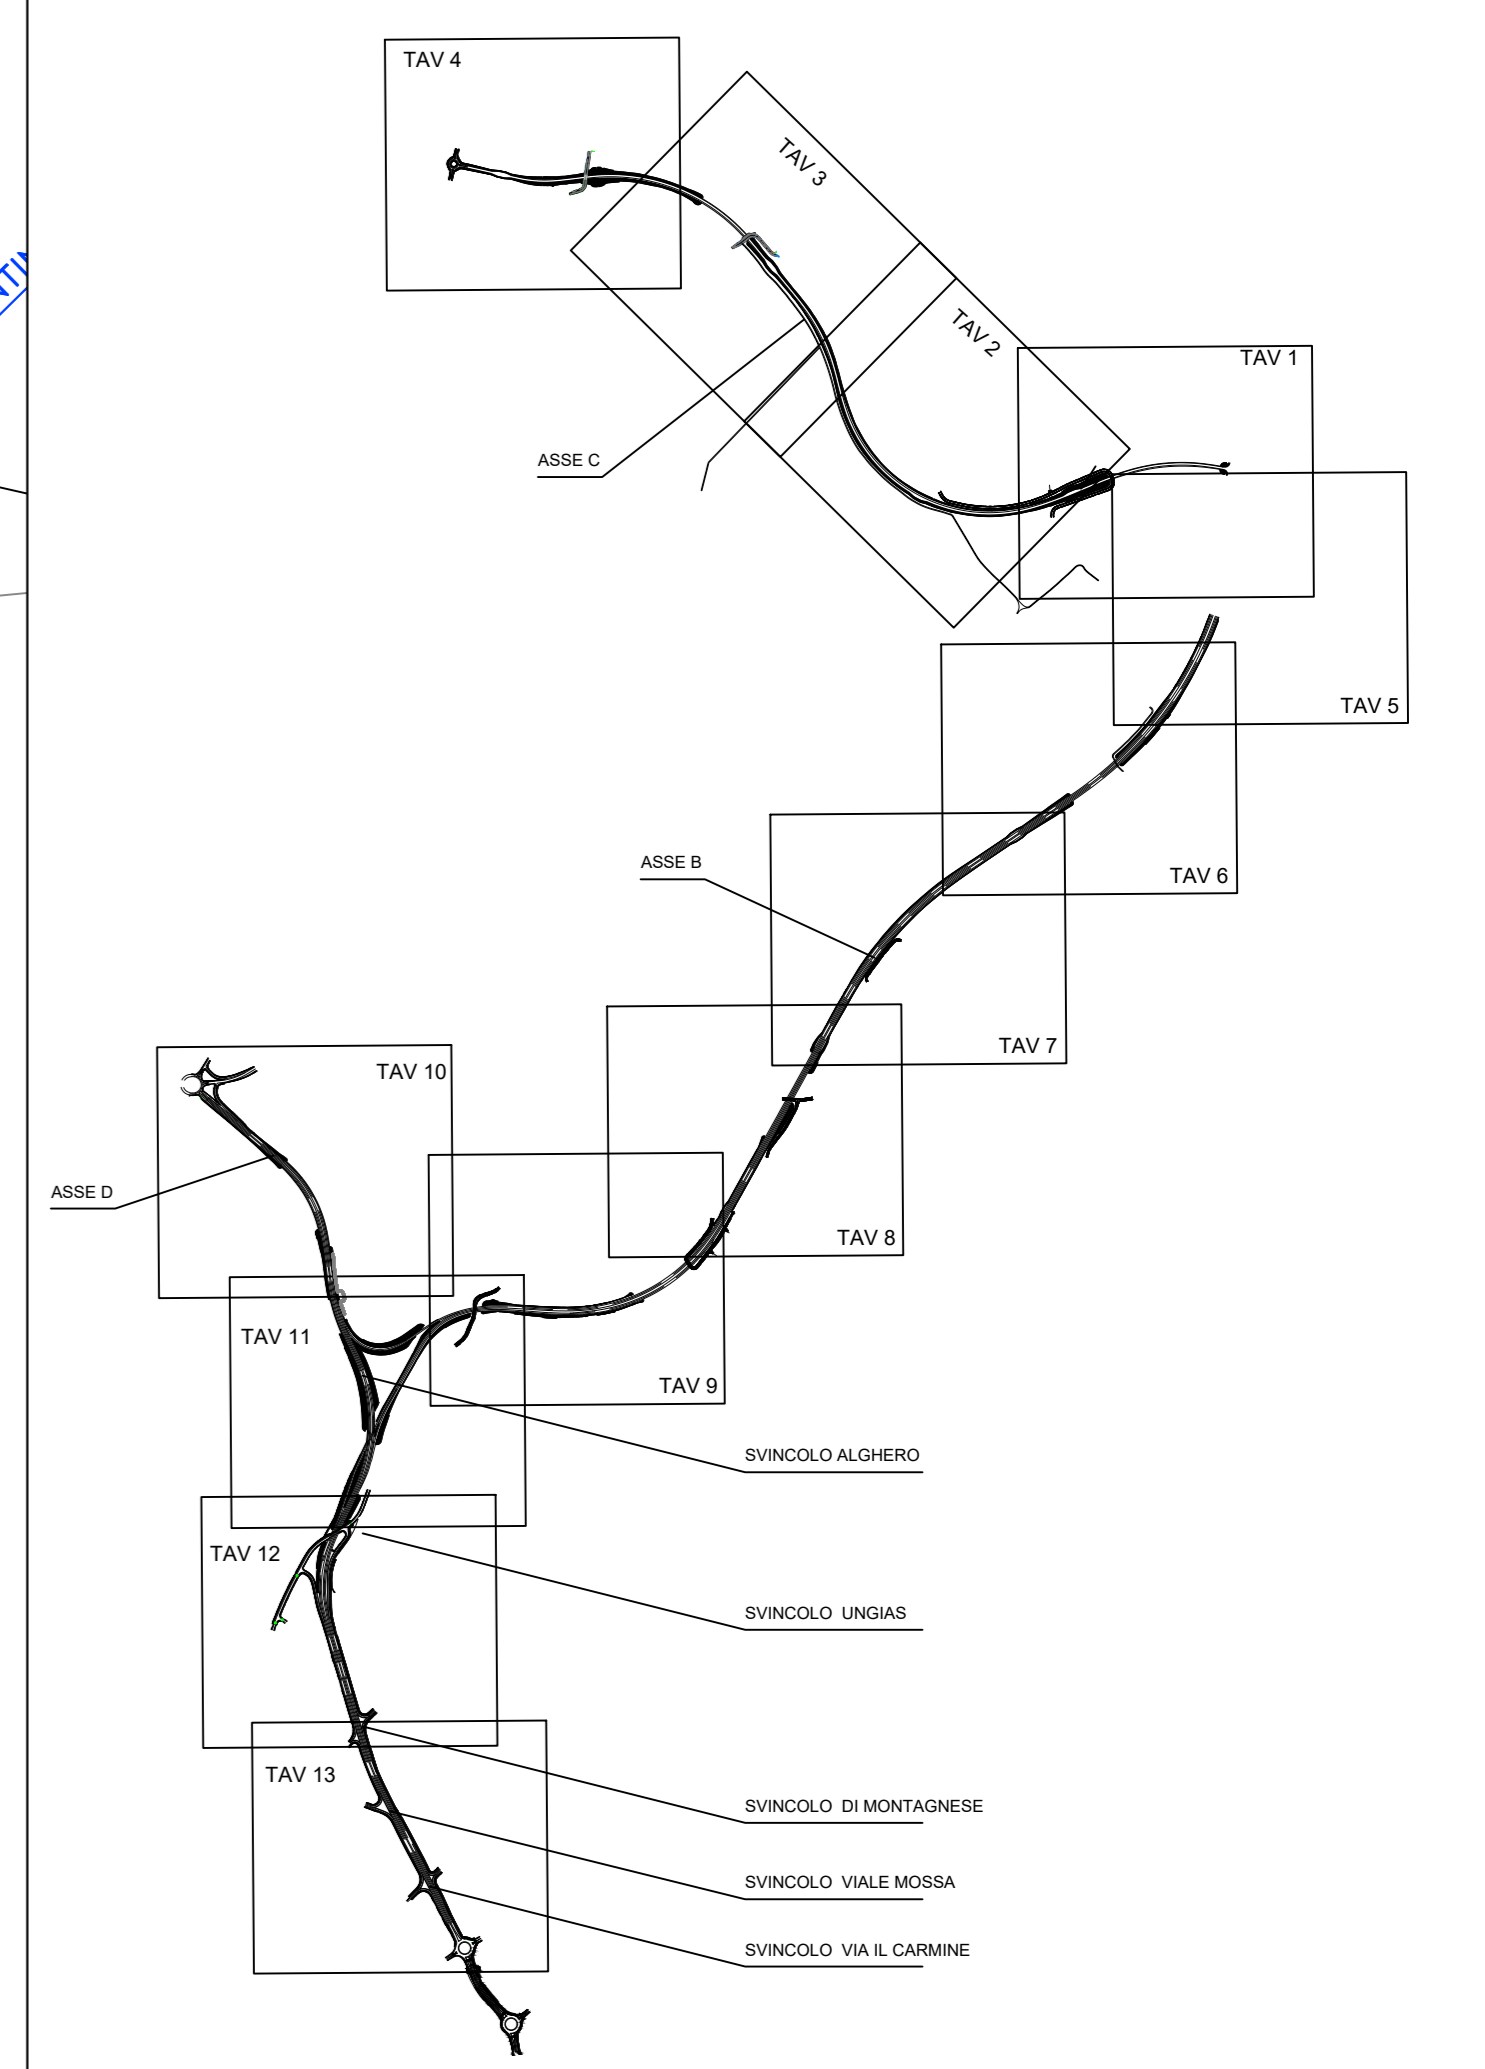 TAV 4
TAV 3
TAV 2
TAV 1
ASSE C
TAV 5
ASSE B
TAV 6
TAV 7
TAV 10
ASSE D
TAV 8
TAV 11
TAV 9
SVINCOLO ALGHERO
TAV 12
SVINCOLO UNGIAS
TAV 13
SVINCOLO DI MONTAGNESE
SVINCOLO VIALE MOSSA
SVINCOLO VIA IL CARMINE